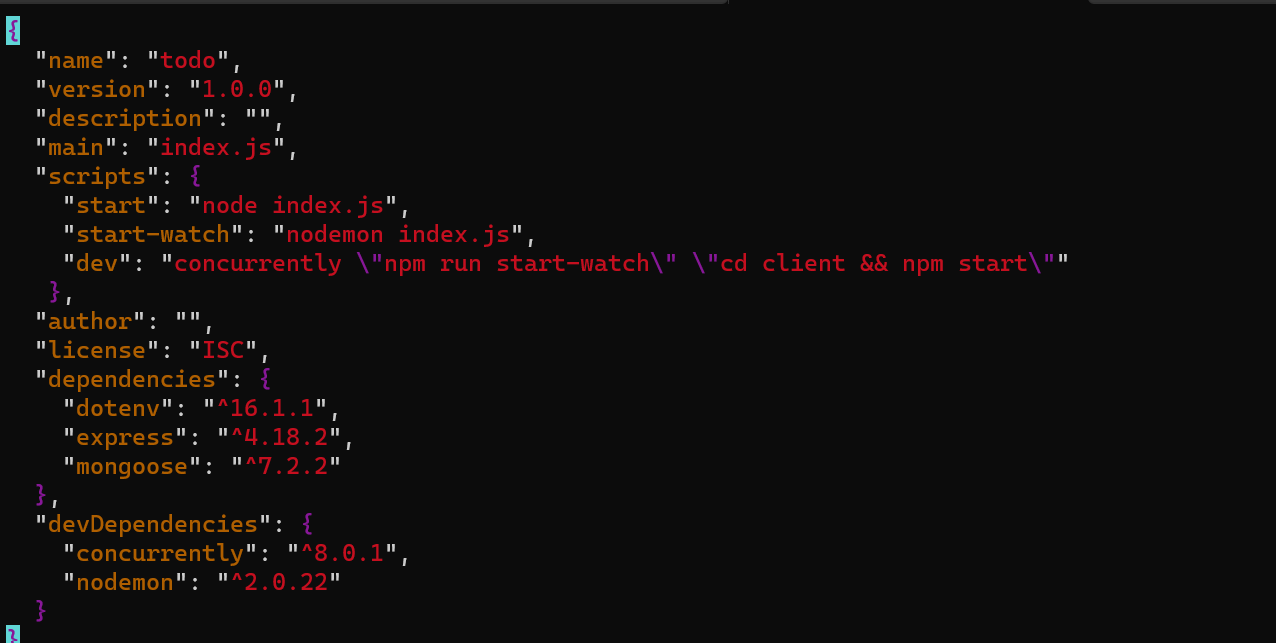 {
  "name": "todo",
  "version": "1.0.0",
  "description": "",
  "main": "index.js",
  "scripts": {
    "start": "node index.js",
    "start-watch": "nodemon index.js",
    "dev": "concurrently \"npm run start-watch\" \"cd client && npm start\""
   },
  "author": "",
  "license": "ISC",
  "dependencies": {
    "dotenv": "^16.1.1",
    "express": "^4.18.2",
    "mongoose": "^7.2.2"
  },
  "devDependencies": {
    "concurrently": "^8.0.1",
    "nodemon": "^2.0.22"
  }
}